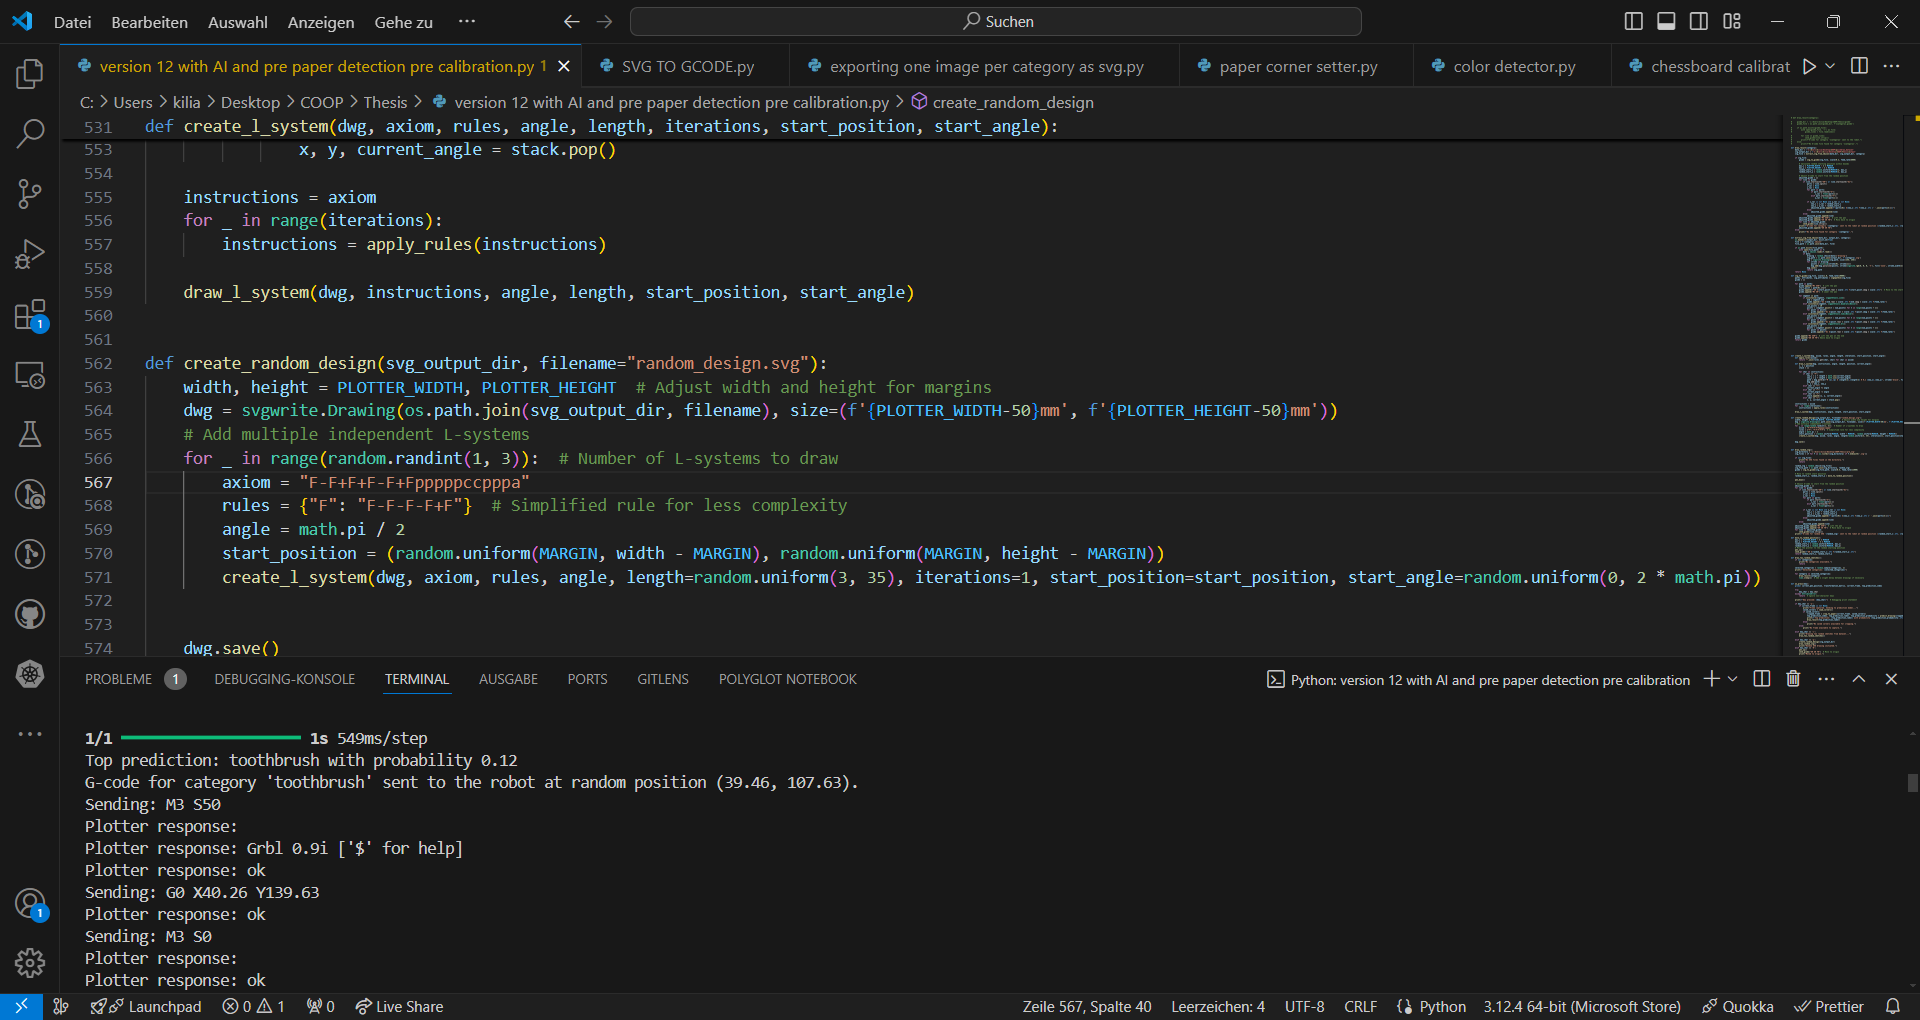 Datei Bearbeiten Auswahl Anzeigen Gehe zu ··· Suchen
version 12 with AI and pre paper detection pre calibration.py 1 SVG TO GCODE.py exporting one image per category as svg.py paper corner setter.py color detector.py chessboard calibrat
C: > Users > kilia > Desktop > COOP > Thesis > version 12 with AI and pre paper detection pre calibration.py > create_random_design
531 def create_l_system(dwg, axiom, rules, angle, length, iterations, start_position, start_angle):
553 x, y, current_angle = stack.pop()
554
555 instructions = axiom
556 for _ in range(iterations):
557 instructions = apply_rules(instructions)
558
559 draw_l_system(dwg, instructions, angle, length, start_position, start_angle)
560
561
562 def create_random_design(svg_output_dir, filename="random_design.svg"):
563 width, height = PLOTTER_WIDTH, PLOTTER_HEIGHT # Adjust width and height for margins
564 dwg = svgwrite.Drawing(os.path.join(svg_output_dir, filename), size=(f'{PLOTTER_WIDTH-50}mm', f'{PLOTTER_HEIGHT-50}mm'))
565 # Add multiple independent L-systems
566 for _ in range(random.randint(1, 3)): # Number of L-systems to draw
567 axiom = "F-F+F+F-F+Fpppppccpppa"
568 rules = {"F": "F-F-F-F+F"} # Simplified rule for less complexity
569 angle = math.pi / 2
570 start_position = (random.uniform(MARGIN, width - MARGIN), random.uniform(MARGIN, height - MARGIN))
571 create_l_system(dwg, axiom, rules, angle, length=random.uniform(3, 35), iterations=1, start_position=start_position, start_angle=random.uniform(0, 2 * math.pi))
572
573
574 dwg.save()
PROBLEME 1 DEBUGGING-KONSOLE TERMINAL AUSGABE PORTS GITLENS POLYGLOT NOTEBOOK Python: version 12 with AI and pre paper detection pre calibration
1/1 1s 549ms/step
Top prediction: toothbrush with probability 0.12
G-code for category 'toothbrush' sent to the robot at random position (39.46, 107.63).
Sending: M3 S50
Plotter response:
Plotter response: Grbl 0.9i ['$' for help]
Plotter response: ok
Sending: G0 X40.26 Y139.63
Plotter response: ok
Sending: M3 S0
Plotter response:
Plotter response: ok
Launchpad 0 1 0 Live Share Zeile 567, Spalte 40 Leerzeichen: 4 UTF-8 CRLF Python 3.12.4 64-bit (Microsoft Store) Quokka Prettier